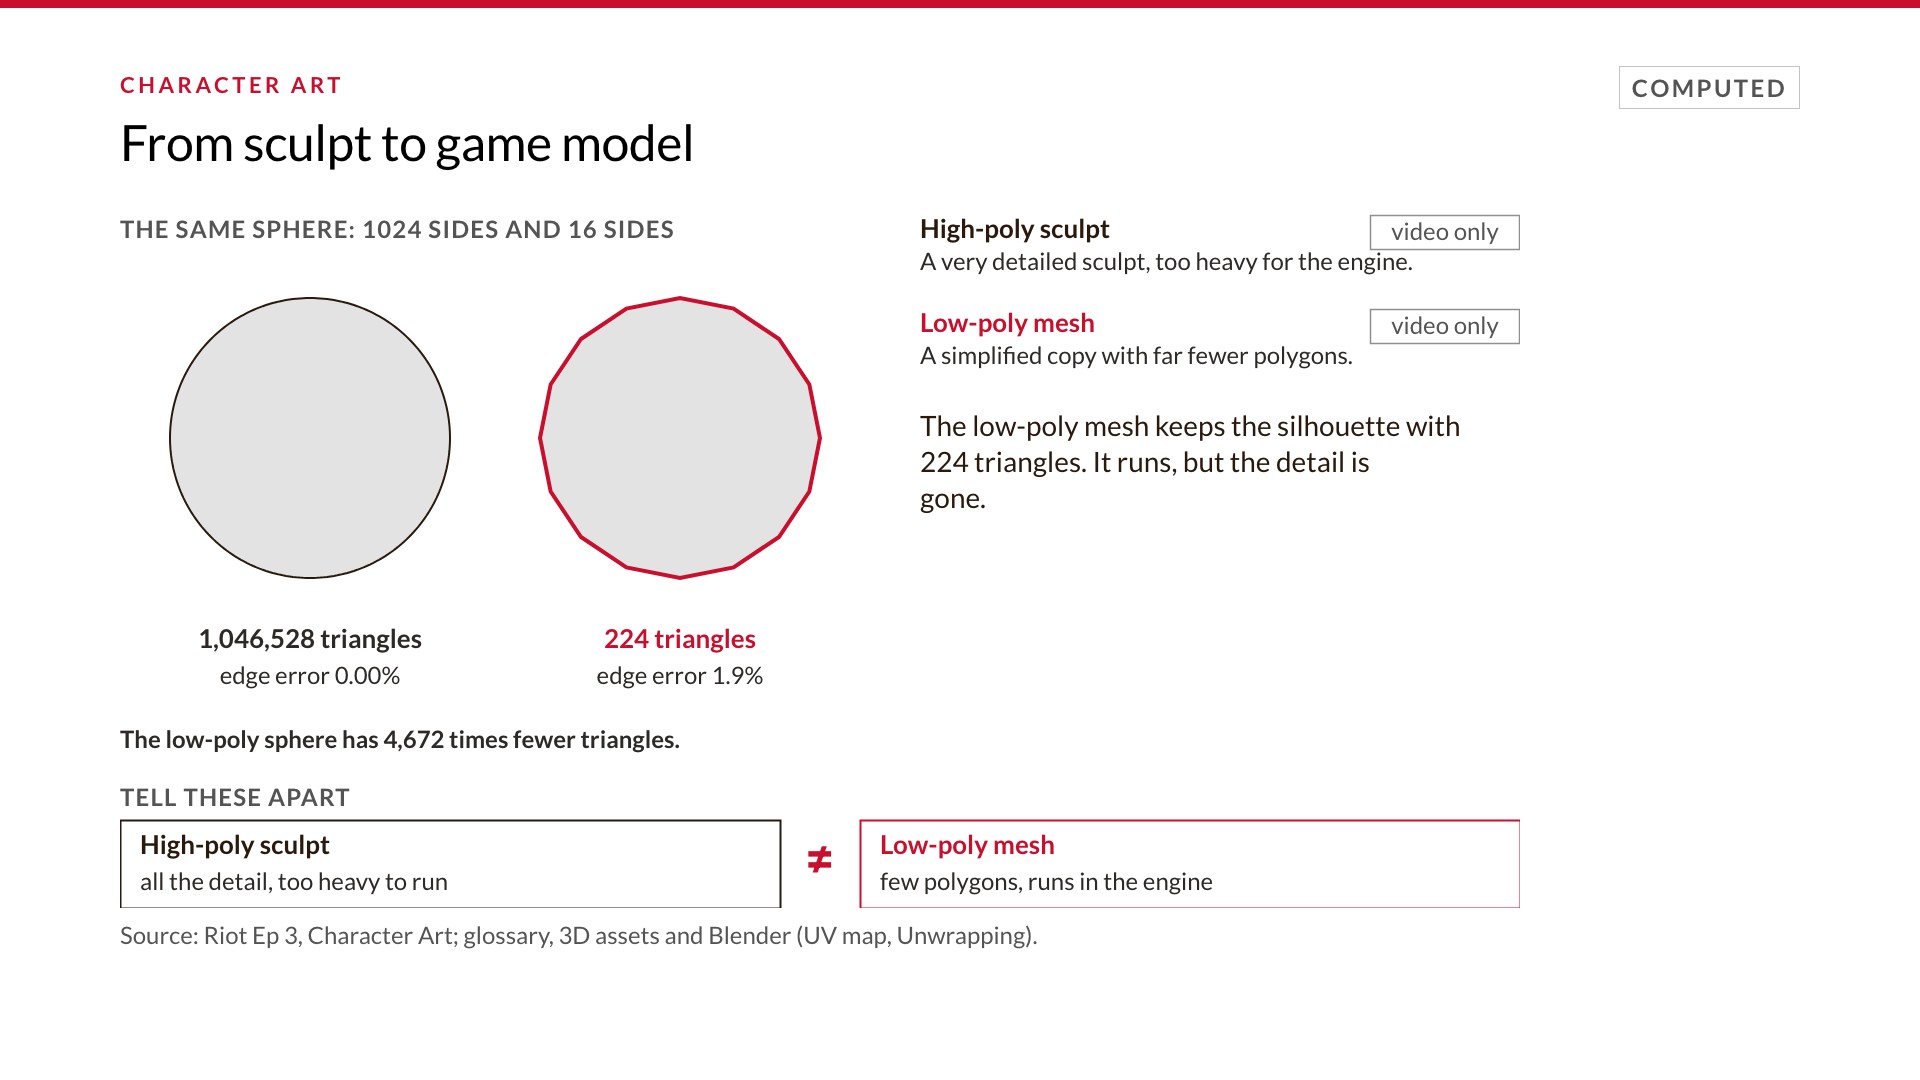 CHARACTER ART
COMPUTED
From sculpt to game model
THE SAME SPHERE: 1024 SIDES AND 16 SIDES
1,046,528 triangles
edge error 0.00%
224 triangles
edge error 1.9%
The low-poly sphere has 4,672 times fewer triangles.
High-poly sculpt
video only
A very detailed sculpt, too heavy for the engine.
Low-poly mesh
video only
A simplified copy with far fewer polygons.
The low-poly mesh keeps the silhouette with
224 triangles. It runs, but the detail is
gone.
TELL THESE APART
High-poly sculpt
all the detail, too heavy to run
≠
Low-poly mesh
few polygons, runs in the engine
Source: Riot Ep 3, Character Art; glossary, 3D assets and Blender (UV map, Unwrapping).